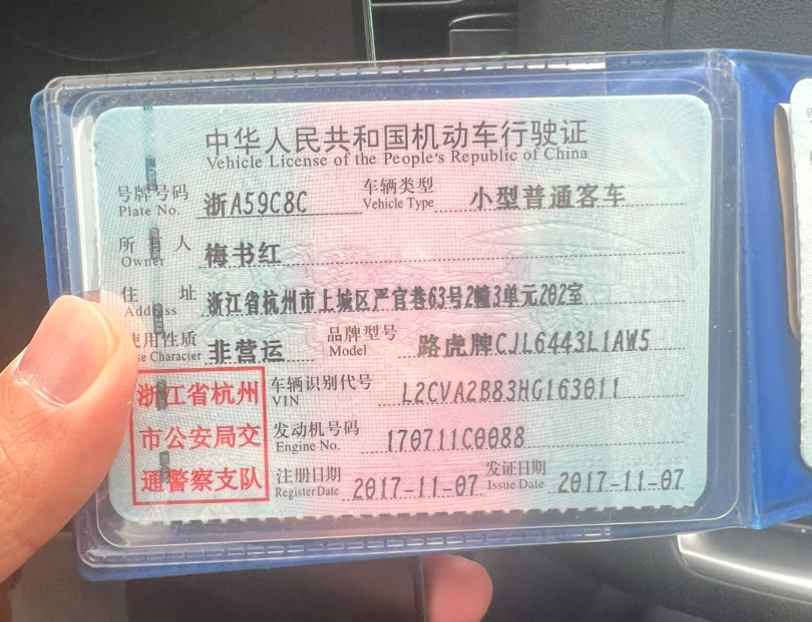 中华人民共和国机动车行驶证
Vehicle License of the People's Republic of China
号牌号码 浙A59C8C 车辆类型 小型普通客车
Plate No. Vehicle Type
所有人 梅书红
Owner
住址 浙江省杭州市上城区严官巷63号2幢3单元202室
Address
使用性质 非营运 品牌型号 路虎牌CJL6443L1AW5
Use Character Model
浙江省杭州 车辆识别代号 L2CVA2B83HG163011
VIN
市公安局交 发动机号码 170711C0088
Engine No.
通警察支队 注册日期 2017-11-07 发证日期 2017-11-07
Register Date Issue Date